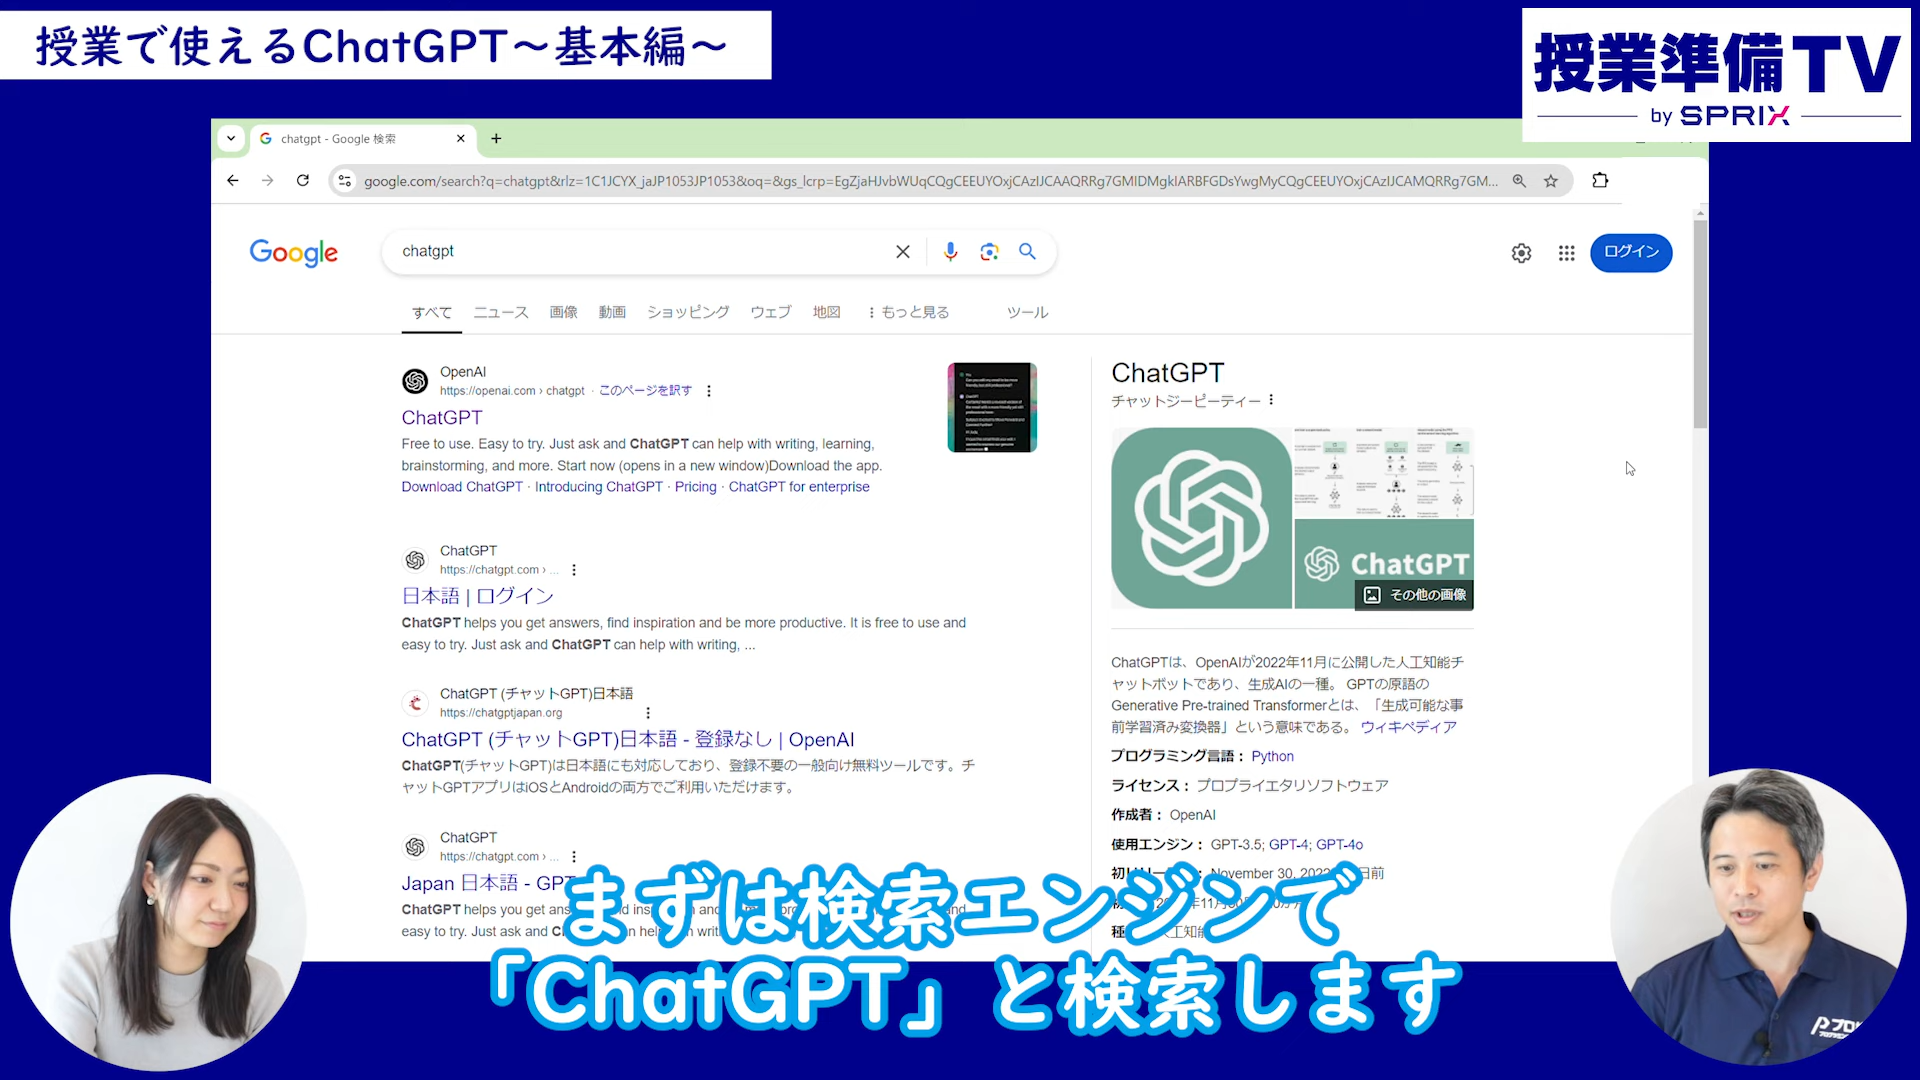 授業で使えるChatGPT～基本編～
授業準備TV
by SPRIX
chatgpt - Google 検索
google.com/search?q=chatgpt&rlz=1C1JCYX_jaJP1053JP1053&oq=&gs_lcrp=EgZjaHJvbWUqCQgCEEUYOxjCAzIJCAAQRRg7GMIDMgkIARBFGDsYwgMyCQgCEEUYOxjCAzIJCAMQRRg7GM...
Google
chatgpt
ログイン
すべて ニュース 画像 動画 ショッピング ウェブ 地図 もっと見る ツール
OpenAI
https://openai.com › chatgpt · このページを訳す
ChatGPT
Free to use. Easy to try. Just ask and ChatGPT can help with writing, learning,
brainstorming, and more. Start now (opens in a new window)Download the app.
Download ChatGPT · Introducing ChatGPT · Pricing · ChatGPT for enterprise
ChatGPT
https://chatgpt.com › ...
日本語 | ログイン
ChatGPT helps you get answers, find inspiration and be more productive. It is free to use and
easy to try. Just ask and ChatGPT can help with writing, ...
ChatGPT (チャットGPT)日本語
https://chatgptjapan.org
ChatGPT (チャットGPT)日本語 - 登録なし | OpenAI
ChatGPT(チャットGPT)は日本語にも対応しており、登録不要の一般向け無料ツールです。チ
ャットGPTアプリはiOSとAndroidの両方でご利用いただけます。
ChatGPT
https://chatgpt.com › ...
Japan 日本語 - GPT
ChatGPT helps you get
easy to try. Just ask and
ChatGPT
チャットジーピーティー
ChatGPT
その他の画像
ChatGPTは、OpenAIが2022年11月に公開した人工知能チ
ャットボットであり、生成AIの一種。 GPTの原語の
Generative Pre-trained Transformerとは、「生成可能な事
前学習済み変換器」という意味である。 ウィキペディア
プログラミング言語： Python
ライセンス： プロプライエタリソフトウェア
作成者： OpenAI
使用エンジン： GPT-3.5; GPT-4; GPT-4o
November 30, 日前
まずは検索エンジンで
「ChatGPT」と検索します